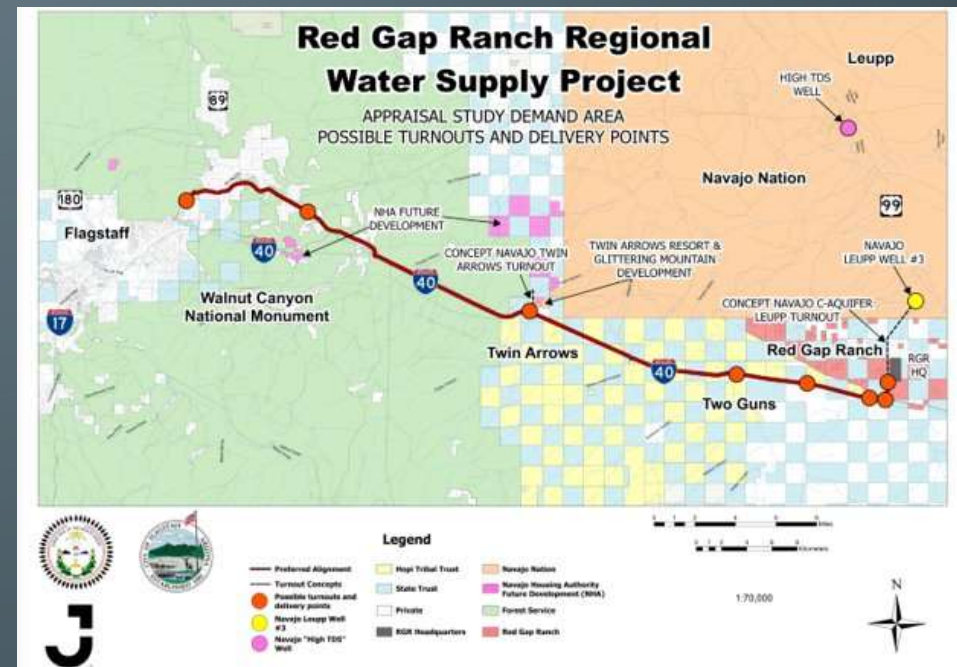 Red Gap Ranch Regional
Water Supply Project
APPRAISAL STUDY DEMAND AREA
POSSIBLE TURNOUTS AND DELIVERY POINTS
Leupp
HIGH TDS
WELL
89
Navajo Nation
180
99
Flagstaff
NHA FUTURE
DEVELOPMENT
40
CONCEPT NAVAJO TWIN
ARROWS TURNOUT
TWIN ARROWS RESORT &
GLITTERING MOUNTAIN
DEVELOPMENT
NAVAJO
LEUPP WELL #3
40
Walnut Canyon
National Monument
CONCEPT NAVAJO C-AQUIFER
LEUPP TURNOUT
17
Twin Arrows
Red Gap Ranch
RGR
HQ
40
Two Guns
Legend
Preferred Alignment
Turnout Concepts
Possible turnouts and
delivery points
Navajo Leupp Well
#3
Navajo "High TDS"
Well
Hopi Tribal Trust
State Trust
Private
RGR Headquarters
Navajo Nation
Navajo Housing Authority
Future Development (NHA)
Forest Service
Red Gap Ranch
Miles
Kilometers
1:70,000
N
J